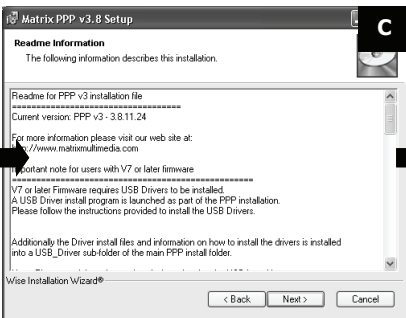 Matrix PPP v3.8 Setup
C
Readme Information
The following information describes this installation.
Readme for PPP v3 installation file
====================================
Current version: PPP v3 - 3.8.11.24
For more information please visit our web site at:
http://www.matrixmultimedia.com
Important note for users with V7 or later firmware
====================================================
V7 or later Firmware requires USB Drivers to be installed.
A USB Driver install program is launched as part of the PPP installation.
Please follow the instructions provided to install the USB Drivers.
Additionally the Driver install files and information on how to install the drivers is installed
into a USB_Driver sub-folder of the main PPP install folder.
Wise Installation Wizard®
< Back
Next >
Cancel